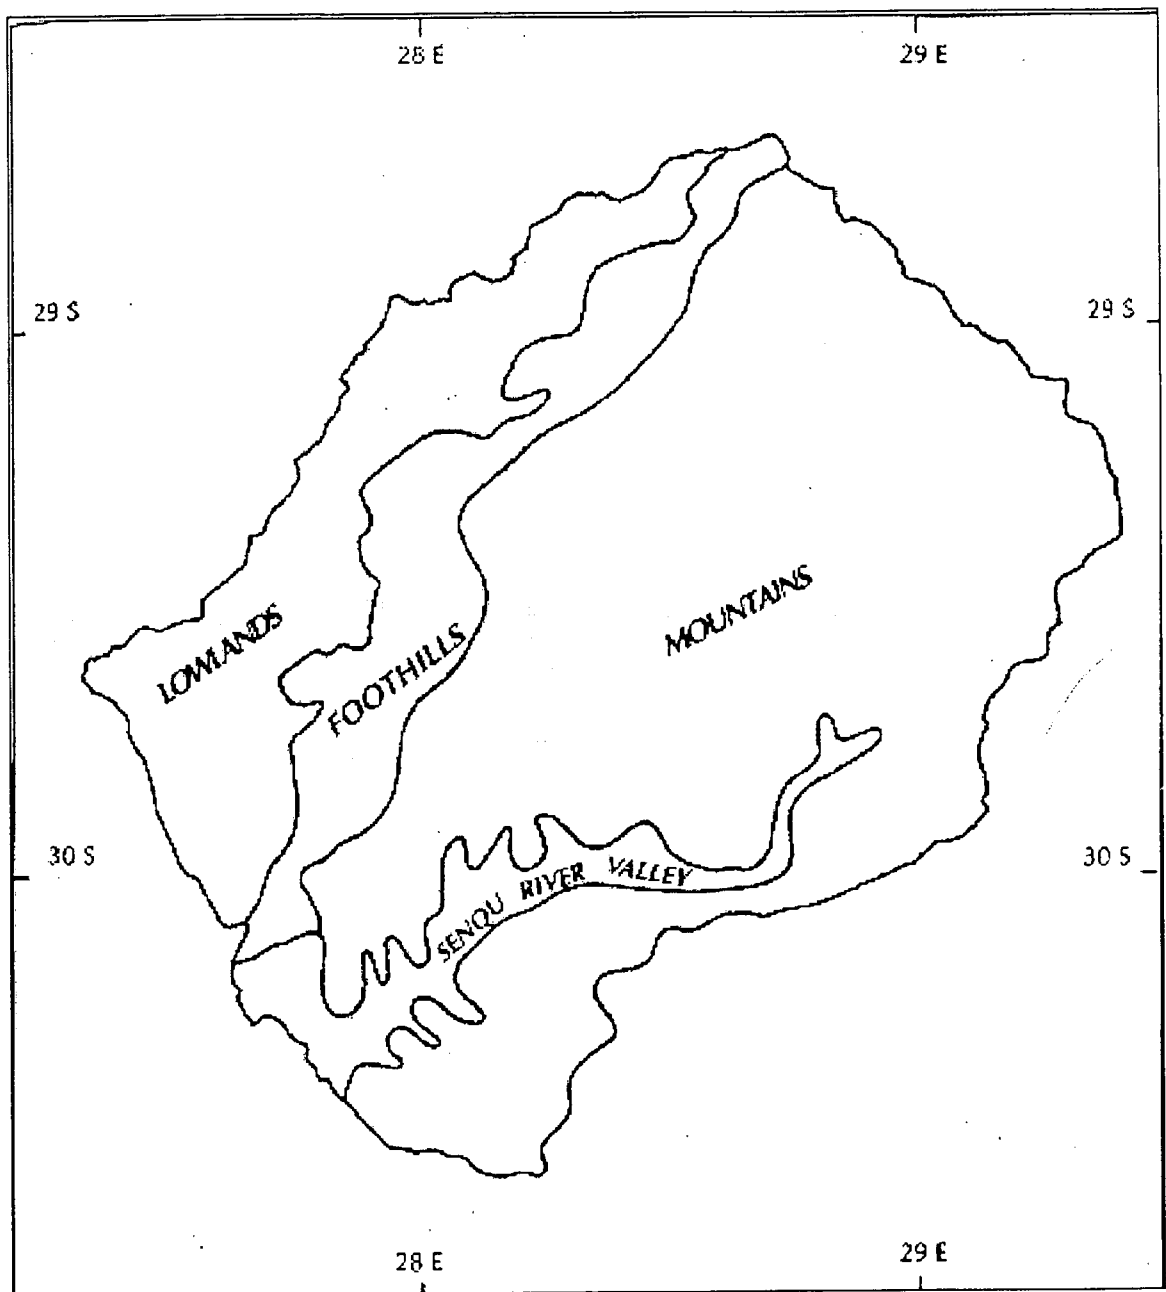 28 E
29 E
29 S
29 S
MOUNTAINS
LOWLANDS
FOOTHILLS
30 S
30 S
SENQU RIVER VALLEY
28 E
29 E